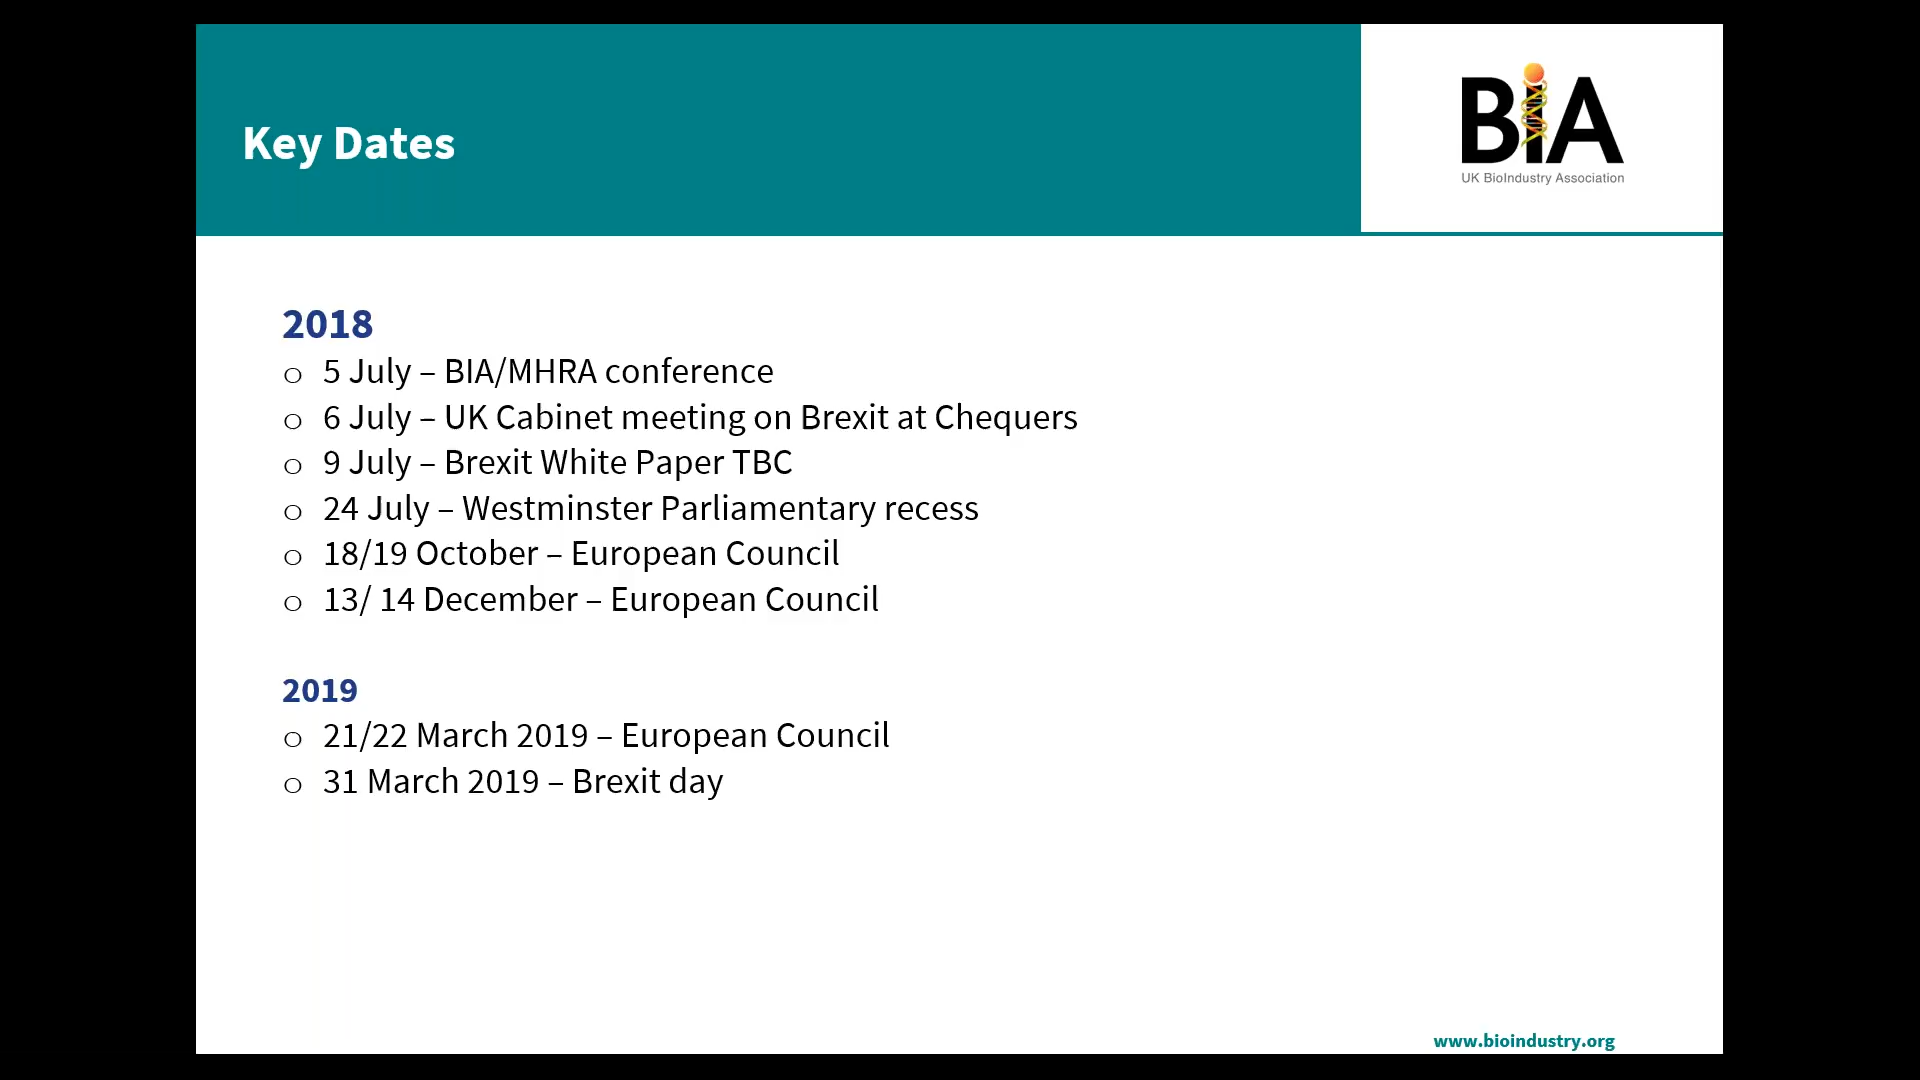 Key Dates
BiA
UK BioIndustry Association
2018
o 5 July – BIA/MHRA conference
o 6 July – UK Cabinet meeting on Brexit at Chequers
o 9 July – Brexit White Paper TBC
o 24 July – Westminster Parliamentary recess
o 18/19 October – European Council
o 13/ 14 December – European Council
2019
o 21/22 March 2019 – European Council
o 31 March 2019 – Brexit day
www.bioindustry.org